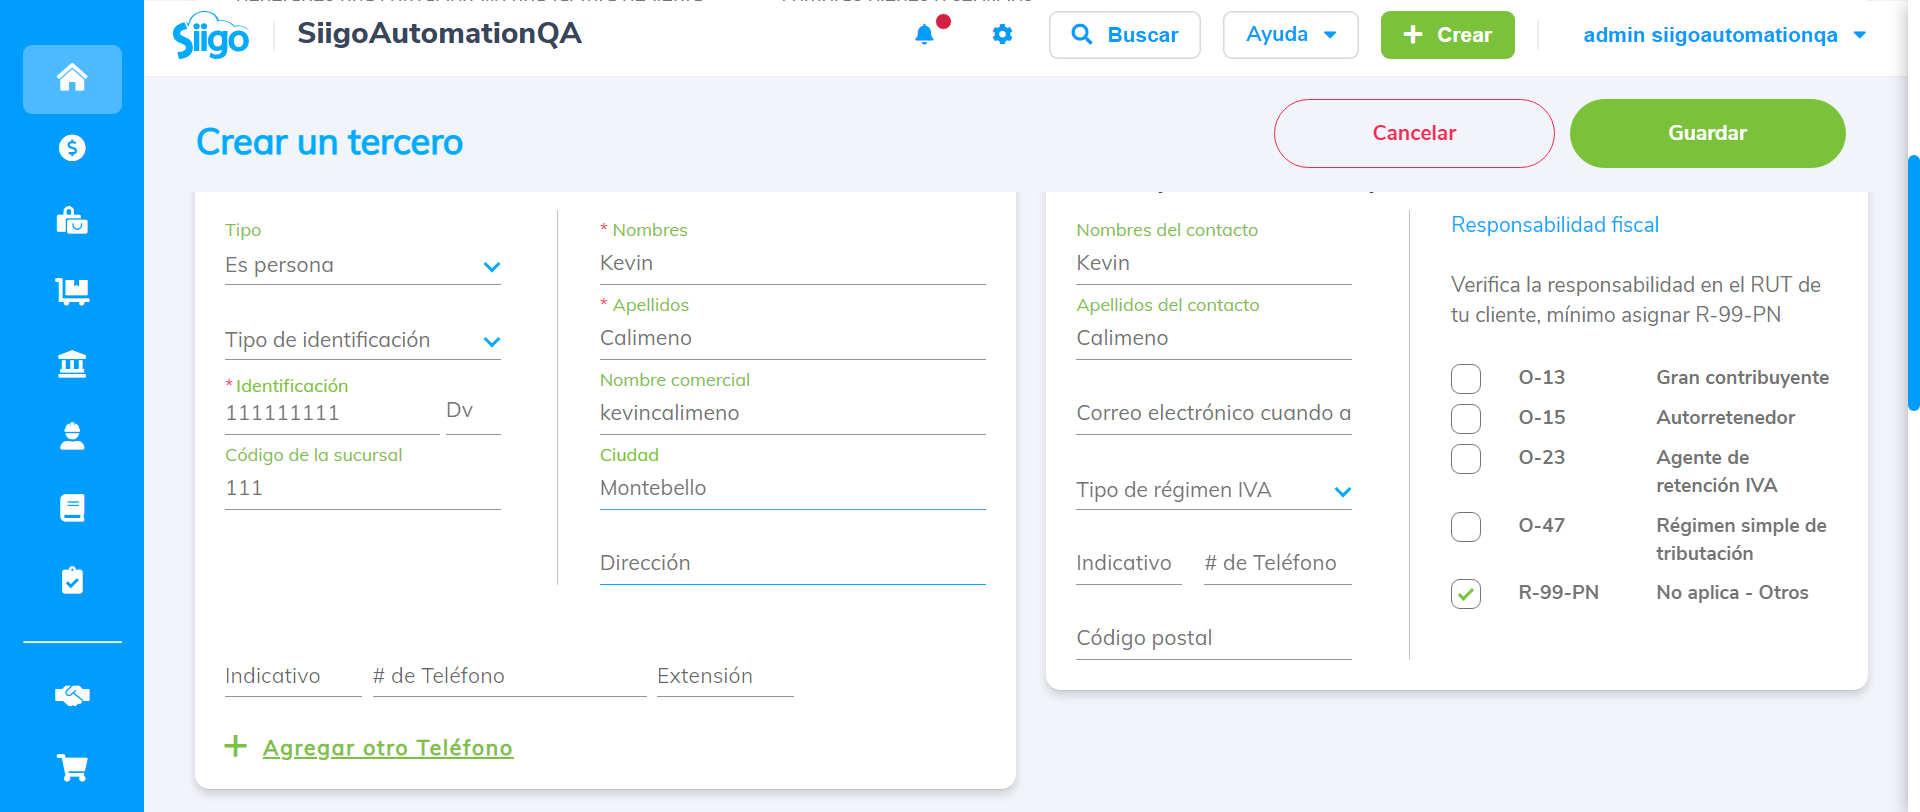 Siigo
SiigoAutomationQA
Buscar
Ayuda
Crear
admin siigoautomationqa
Crear un tercero
Cancelar
Guardar
Tipo
Es persona
Tipo de identificación
* Identificación
111111111
Dv
Código de la sucursal
111
* Nombres
Kevin
* Apellidos
Calimeno
Nombre comercial
kevincalimeno
Ciudad
Montebello
Dirección
Indicativo
# de Teléfono
Extensión
Agregar otro Teléfono
Nombres del contacto
Kevin
Apellidos del contacto
Calimeno
Correo electrónico cuando a
Tipo de régimen IVA
Indicativo
# de Teléfono
Código postal
Responsabilidad fiscal
Verifica la responsabilidad en el RUT de
tu cliente, mínimo asignar R-99-PN
O-13 Gran contribuyente
O-15 Autorretenedor
O-23 Agente de
retención IVA
O-47 Régimen simple de
tributación
R-99-PN No aplica - Otros